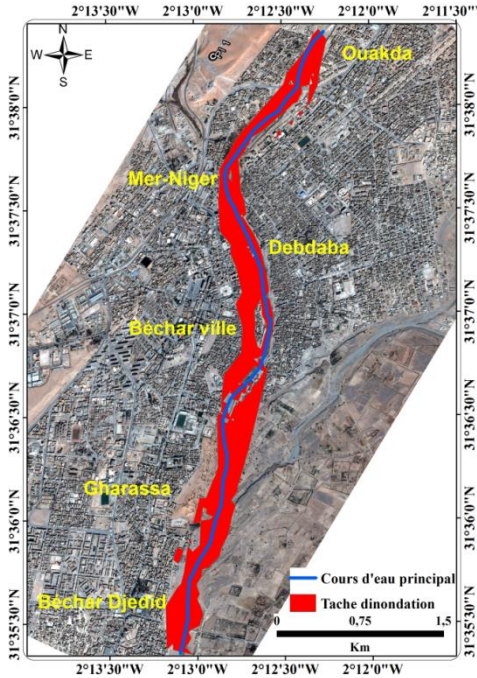 2°13'30"W 2°13'0"W 2°12'30"W 2°12'0"W 2°11'30"W
N
W E
S
Ouakda
31°38'0"N 31°38'0"N
Mer-Niger
31°37'30"N 31°37'30"N
Debdaba
31°37'0"N 31°37'0"N
Béchar ville
31°36'30"N 31°36'30"N
Gharassa
31°36'0"N 31°36'0"N
Cours d'eau principal
Béchar Djedid
Tache dinondation
31°35'30"N 31°35'30"N
0 0,75 1,5
Km
2°13'30"W 2°13'0"W 2°12'30"W 2°12'0"W